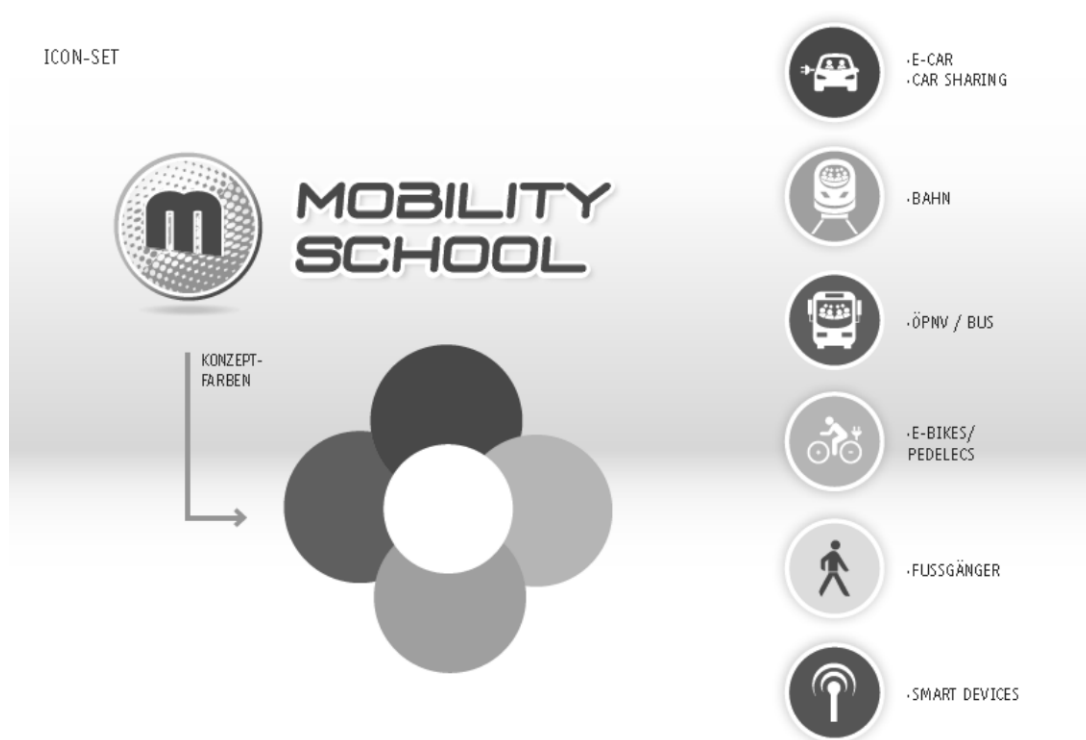 ICON-SET
m
MOBILITY
SCHOOL
KONZEPT-
FARBEN
·E-CAR
·CAR SHARING
·BAHN
·ÖPNV / BUS
·E-BIKES/
PEDELECS
·FUSSGÄNGER
·SMART DEVICES